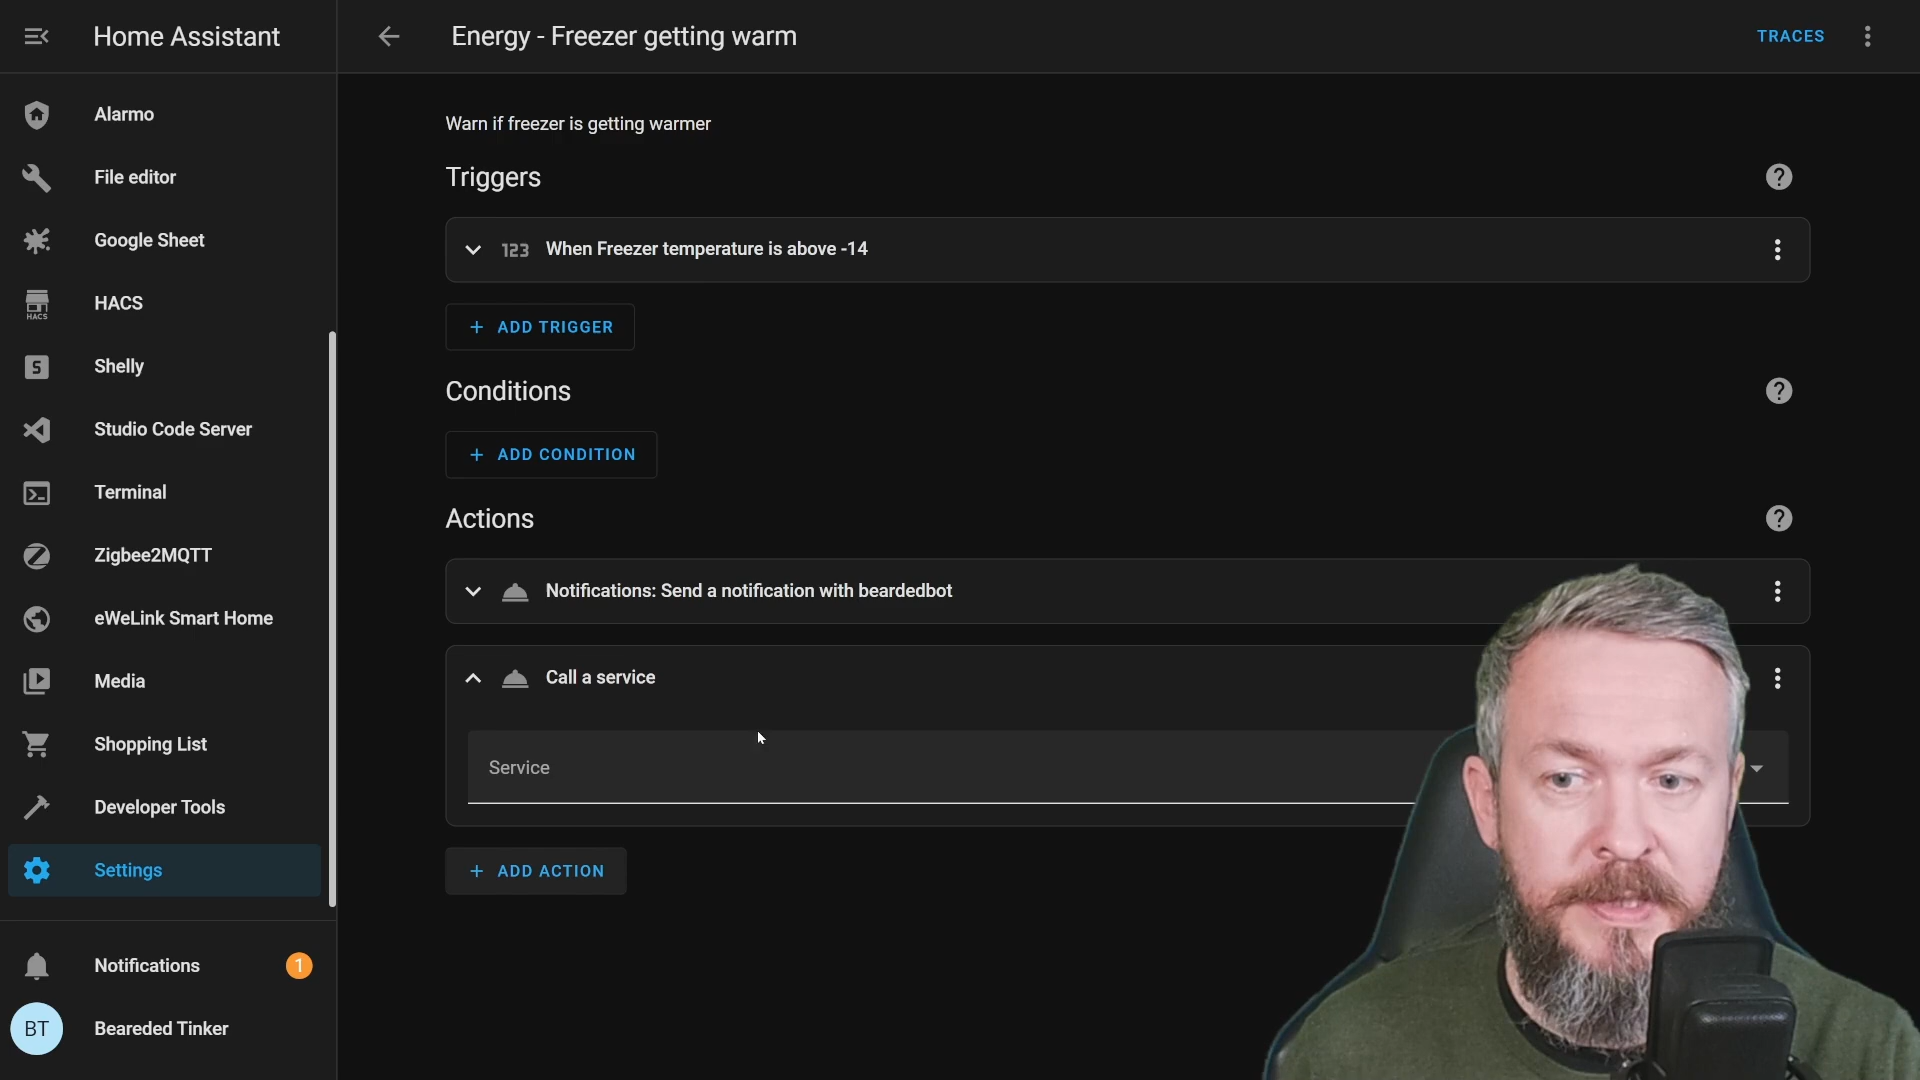 Home Assistant
Energy - Freezer getting warm
TRACES
Alarmo
File editor
Google Sheet
HACS
HACS
Shelly
S
Studio Code Server
Terminal
Zigbee2MQTT
eWeLink Smart Home
Media
Shopping List
Developer Tools
Settings
Notifications
1
BT
Bearded Tinker
Warn if freezer is getting warmer
Triggers
?
123 When Freezer temperature is above -14
+ ADD TRIGGER
Conditions
?
+ ADD CONDITION
Actions
?
Notifications: Send a notification with beardedbot
Call a service
Service
+ ADD ACTION